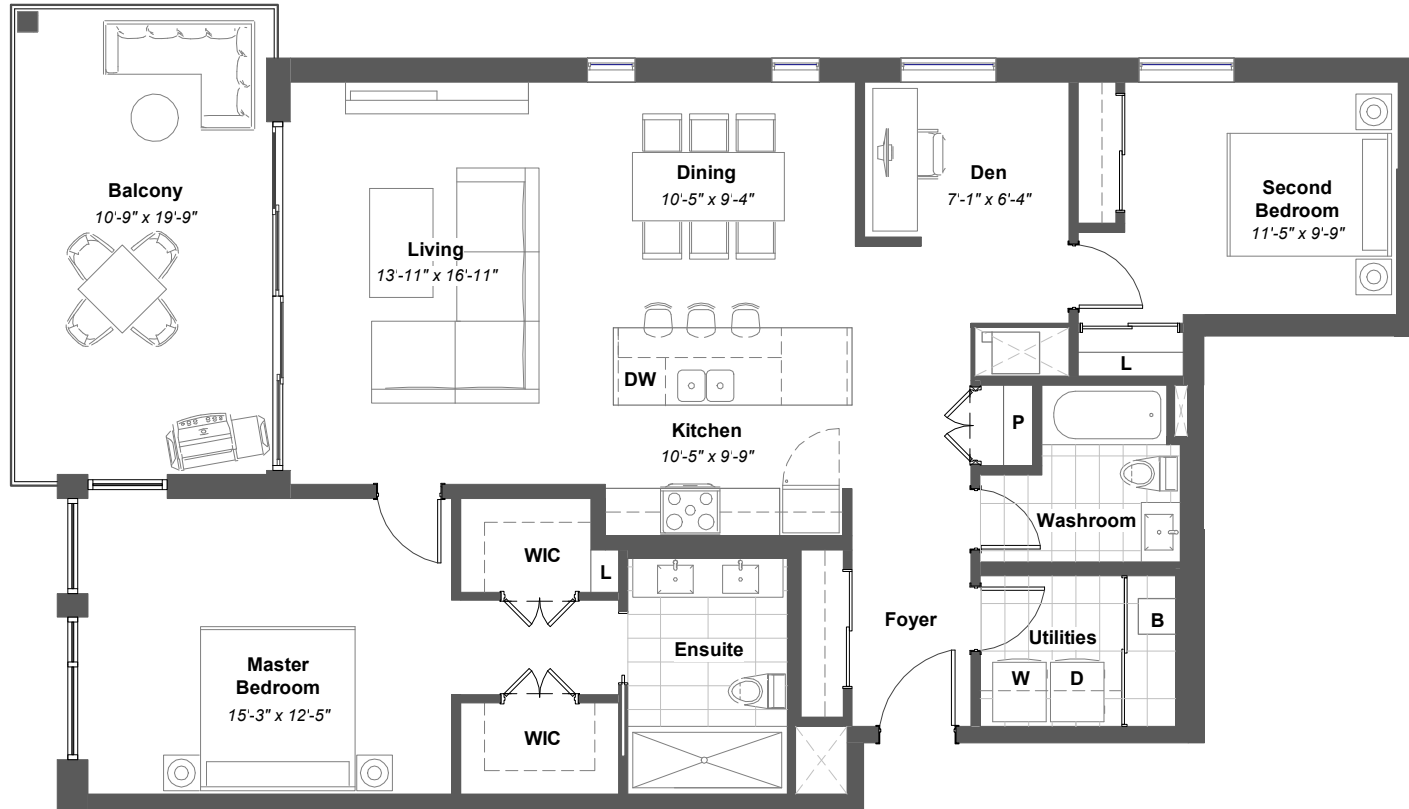 Balcony
10'-9" x 19'-9"
Living
13'-11" x 16'-11"
Dining
10'-5" x 9'-4"
Den
7'-1" x 6'-4"
Second
Bedroom
11'-5" x 9'-9"
DW
L
Kitchen
10'-5" x 9'-9"
P
Washroom
WIC
L
Foyer
Utilities
B
W
D
Ensuite
Master
Bedroom
15'-3" x 12'-5"
WIC